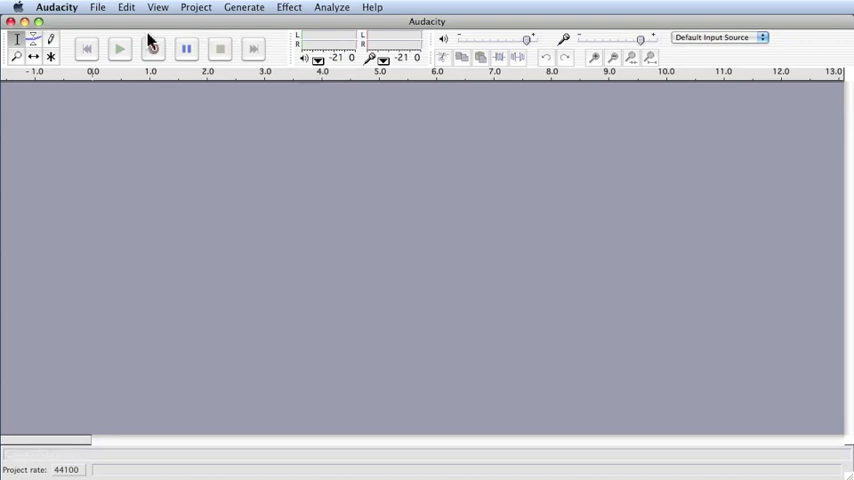 Audacity File Edit View Project Generate Effect Analyze Help
Audacity
L
R
L
R
-21 0
-21 0
- +
- +
Default Input Source
- 1.0 0.0 1.0 2.0 3.0 4.0 5.0 6.0 7.0 8.0 9.0 10.0 11.0 12.0 13.0
Project rate: 44100